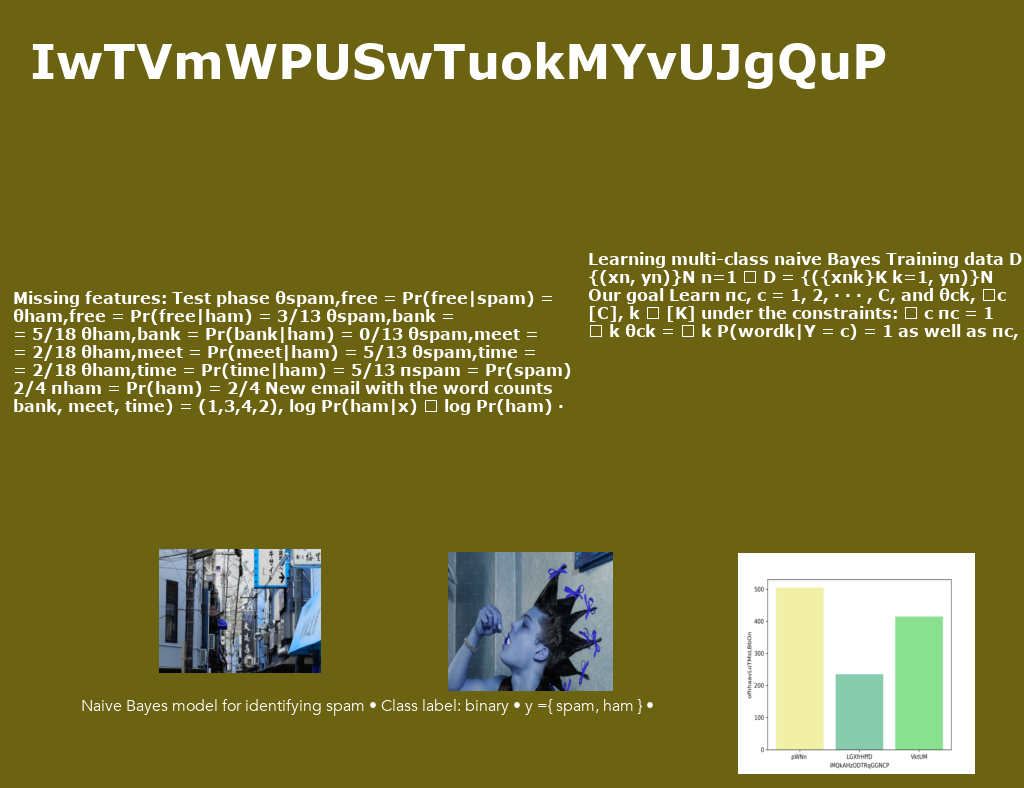 IwTVmWPUSwTuokMYvUJgQuP
Missing features: Test phase θspam,free = Pr(free|spam) =
θham,free = Pr(free|ham) = 3/13 θspam,bank =
= 5/18 θham,bank = Pr(bank|ham) = 0/13 θspam,meet =
= 2/18 θham,meet = Pr(meet|ham) = 5/13 θspam,time =
= 2/18 θham,time = Pr(time|ham) = 5/13 πspam = Pr(spam)
2/4 πham = Pr(ham) = 2/4 New email with the word counts
bank, meet, time) = (1,3,4,2), log Pr(ham|x) □ log Pr(ham) ·
Learning multi-class naive Bayes Training data D
{(xn, yn)}N n=1 □ D = {({xnk}K k=1, yn)}N
Our goal Learn πc, c = 1, 2, · · · , C, and θck, □c
[C], k □ [K] under the constraints: □ c πc = 1
□ k θck = □ k P(wordk|Y = c) = 1 as well as πc,
Naive Bayes model for identifying spam • Class label: binary • y ={ spam, ham } •
500
400
300
200
100
0
pWNn
LGXfrHffD
VktUM
iMQkAHzODTRqGGNCP